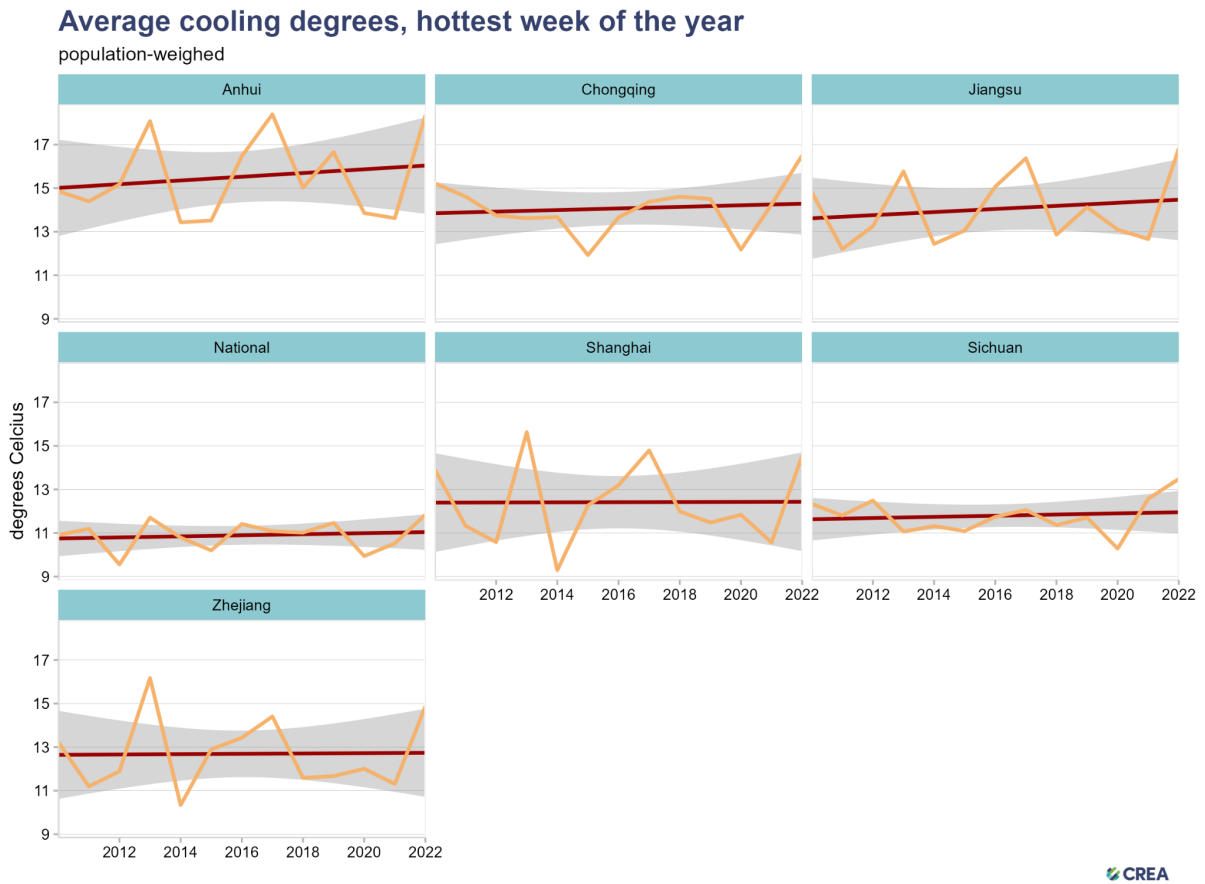 Average cooling degrees, hottest week of the year
population-weighed
Anhui
Chongqing
Jiangsu
17
15
13
11
9
National
Shanghai
Sichuan
degrees Celcius
17
15
13
11
9
2012 2014 2016 2018 2020 2022
2012 2014 2016 2018 2020 2022
Zhejiang
17
15
13
11
9
2012 2014 2016 2018 2020 2022
CREA